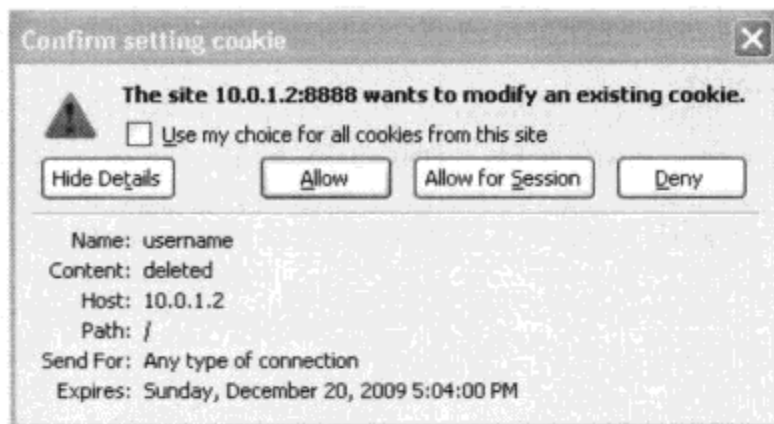 Confirm setting cookie
The site 10.0.1.2:8888 wants to modify an existing cookie.
Use my choice for all cookies from this site
Hide Details Allow Allow for Session Deny
Name: username
Content: deleted
Host: 10.0.1.2
Path: /
Send For: Any type of connection
Expires: Sunday, December 20, 2009 5:04:00 PM